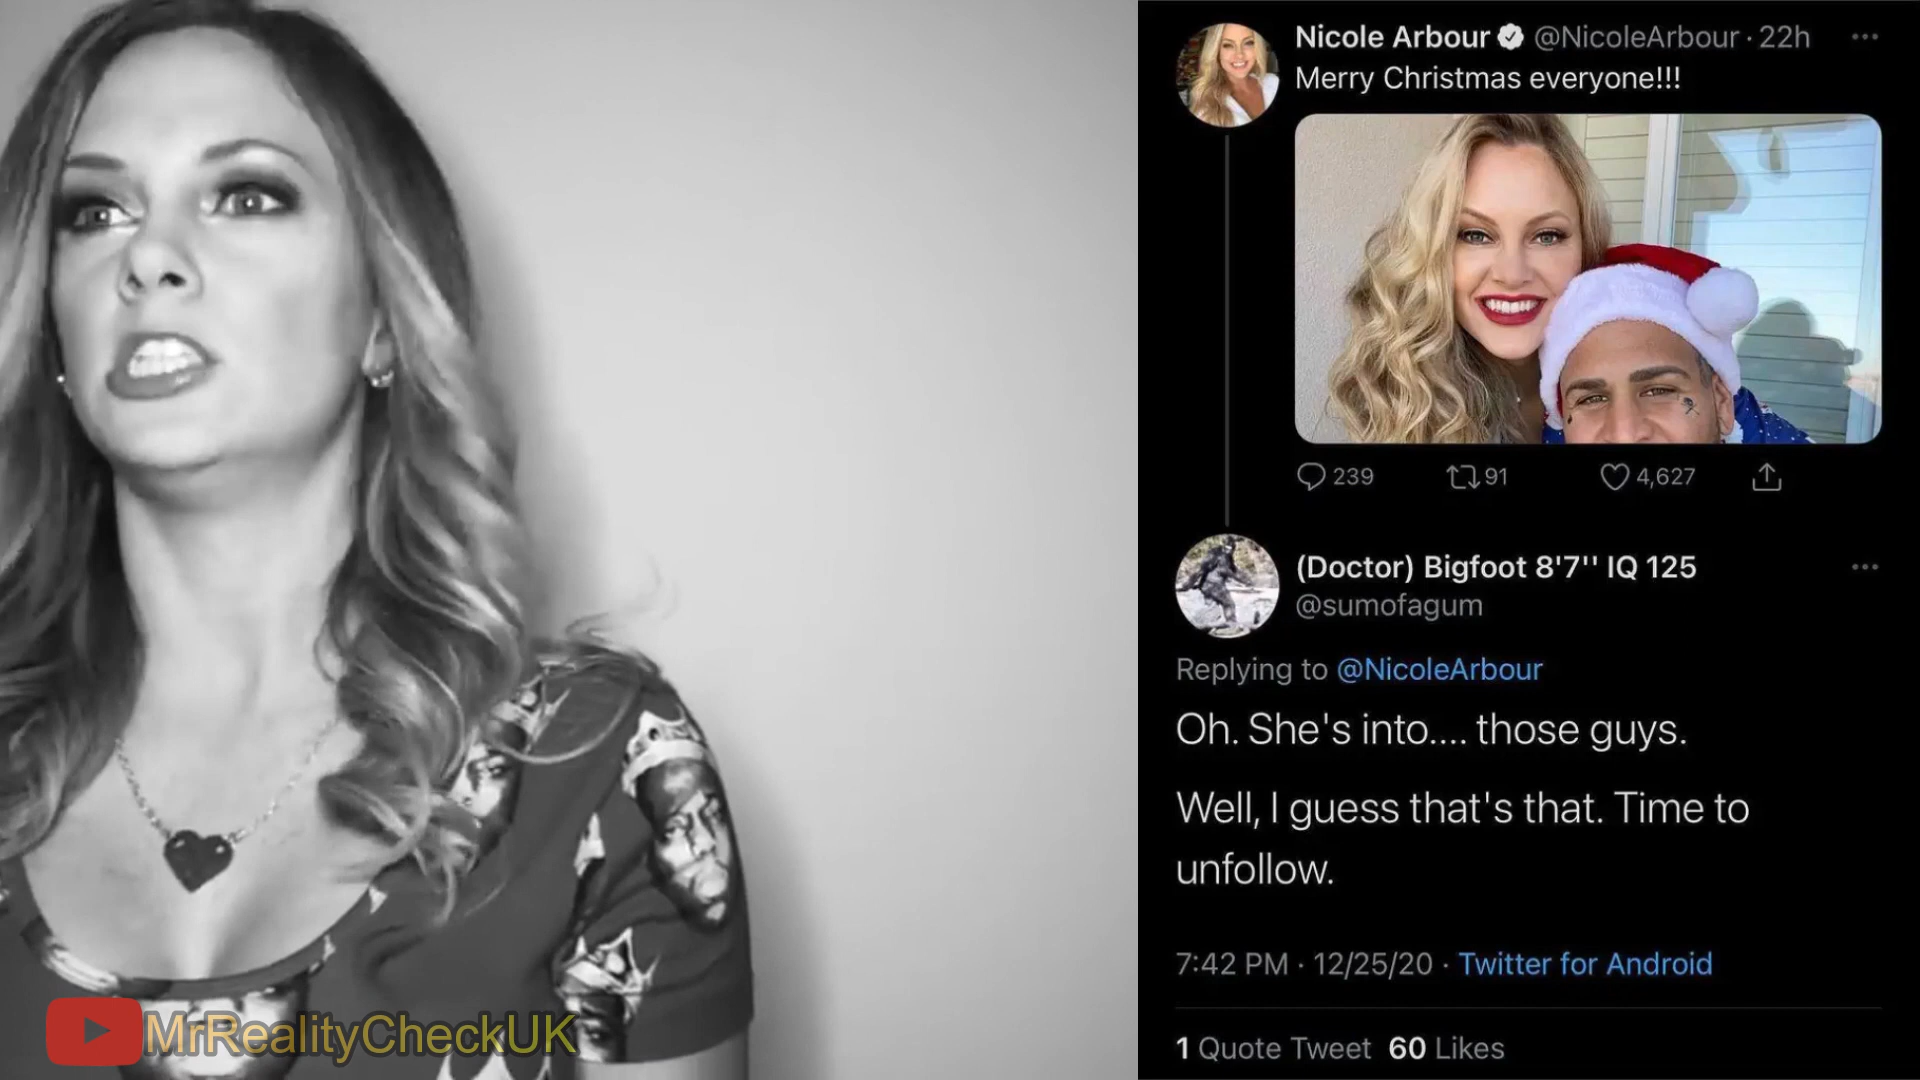 Nicole Arbour @NicoleArbour · 22h
Merry Christmas everyone!!!
239 91 4,627
(Doctor) Bigfoot 8'7'' IQ 125
@sumofagum
Replying to @NicoleArbour
Oh. She's into.... those guys.
Well, I guess that's that. Time to
unfollow.
7:42 PM · 12/25/20 · Twitter for Android
1 Quote Tweet 60 Likes
MrRealityCheckUK